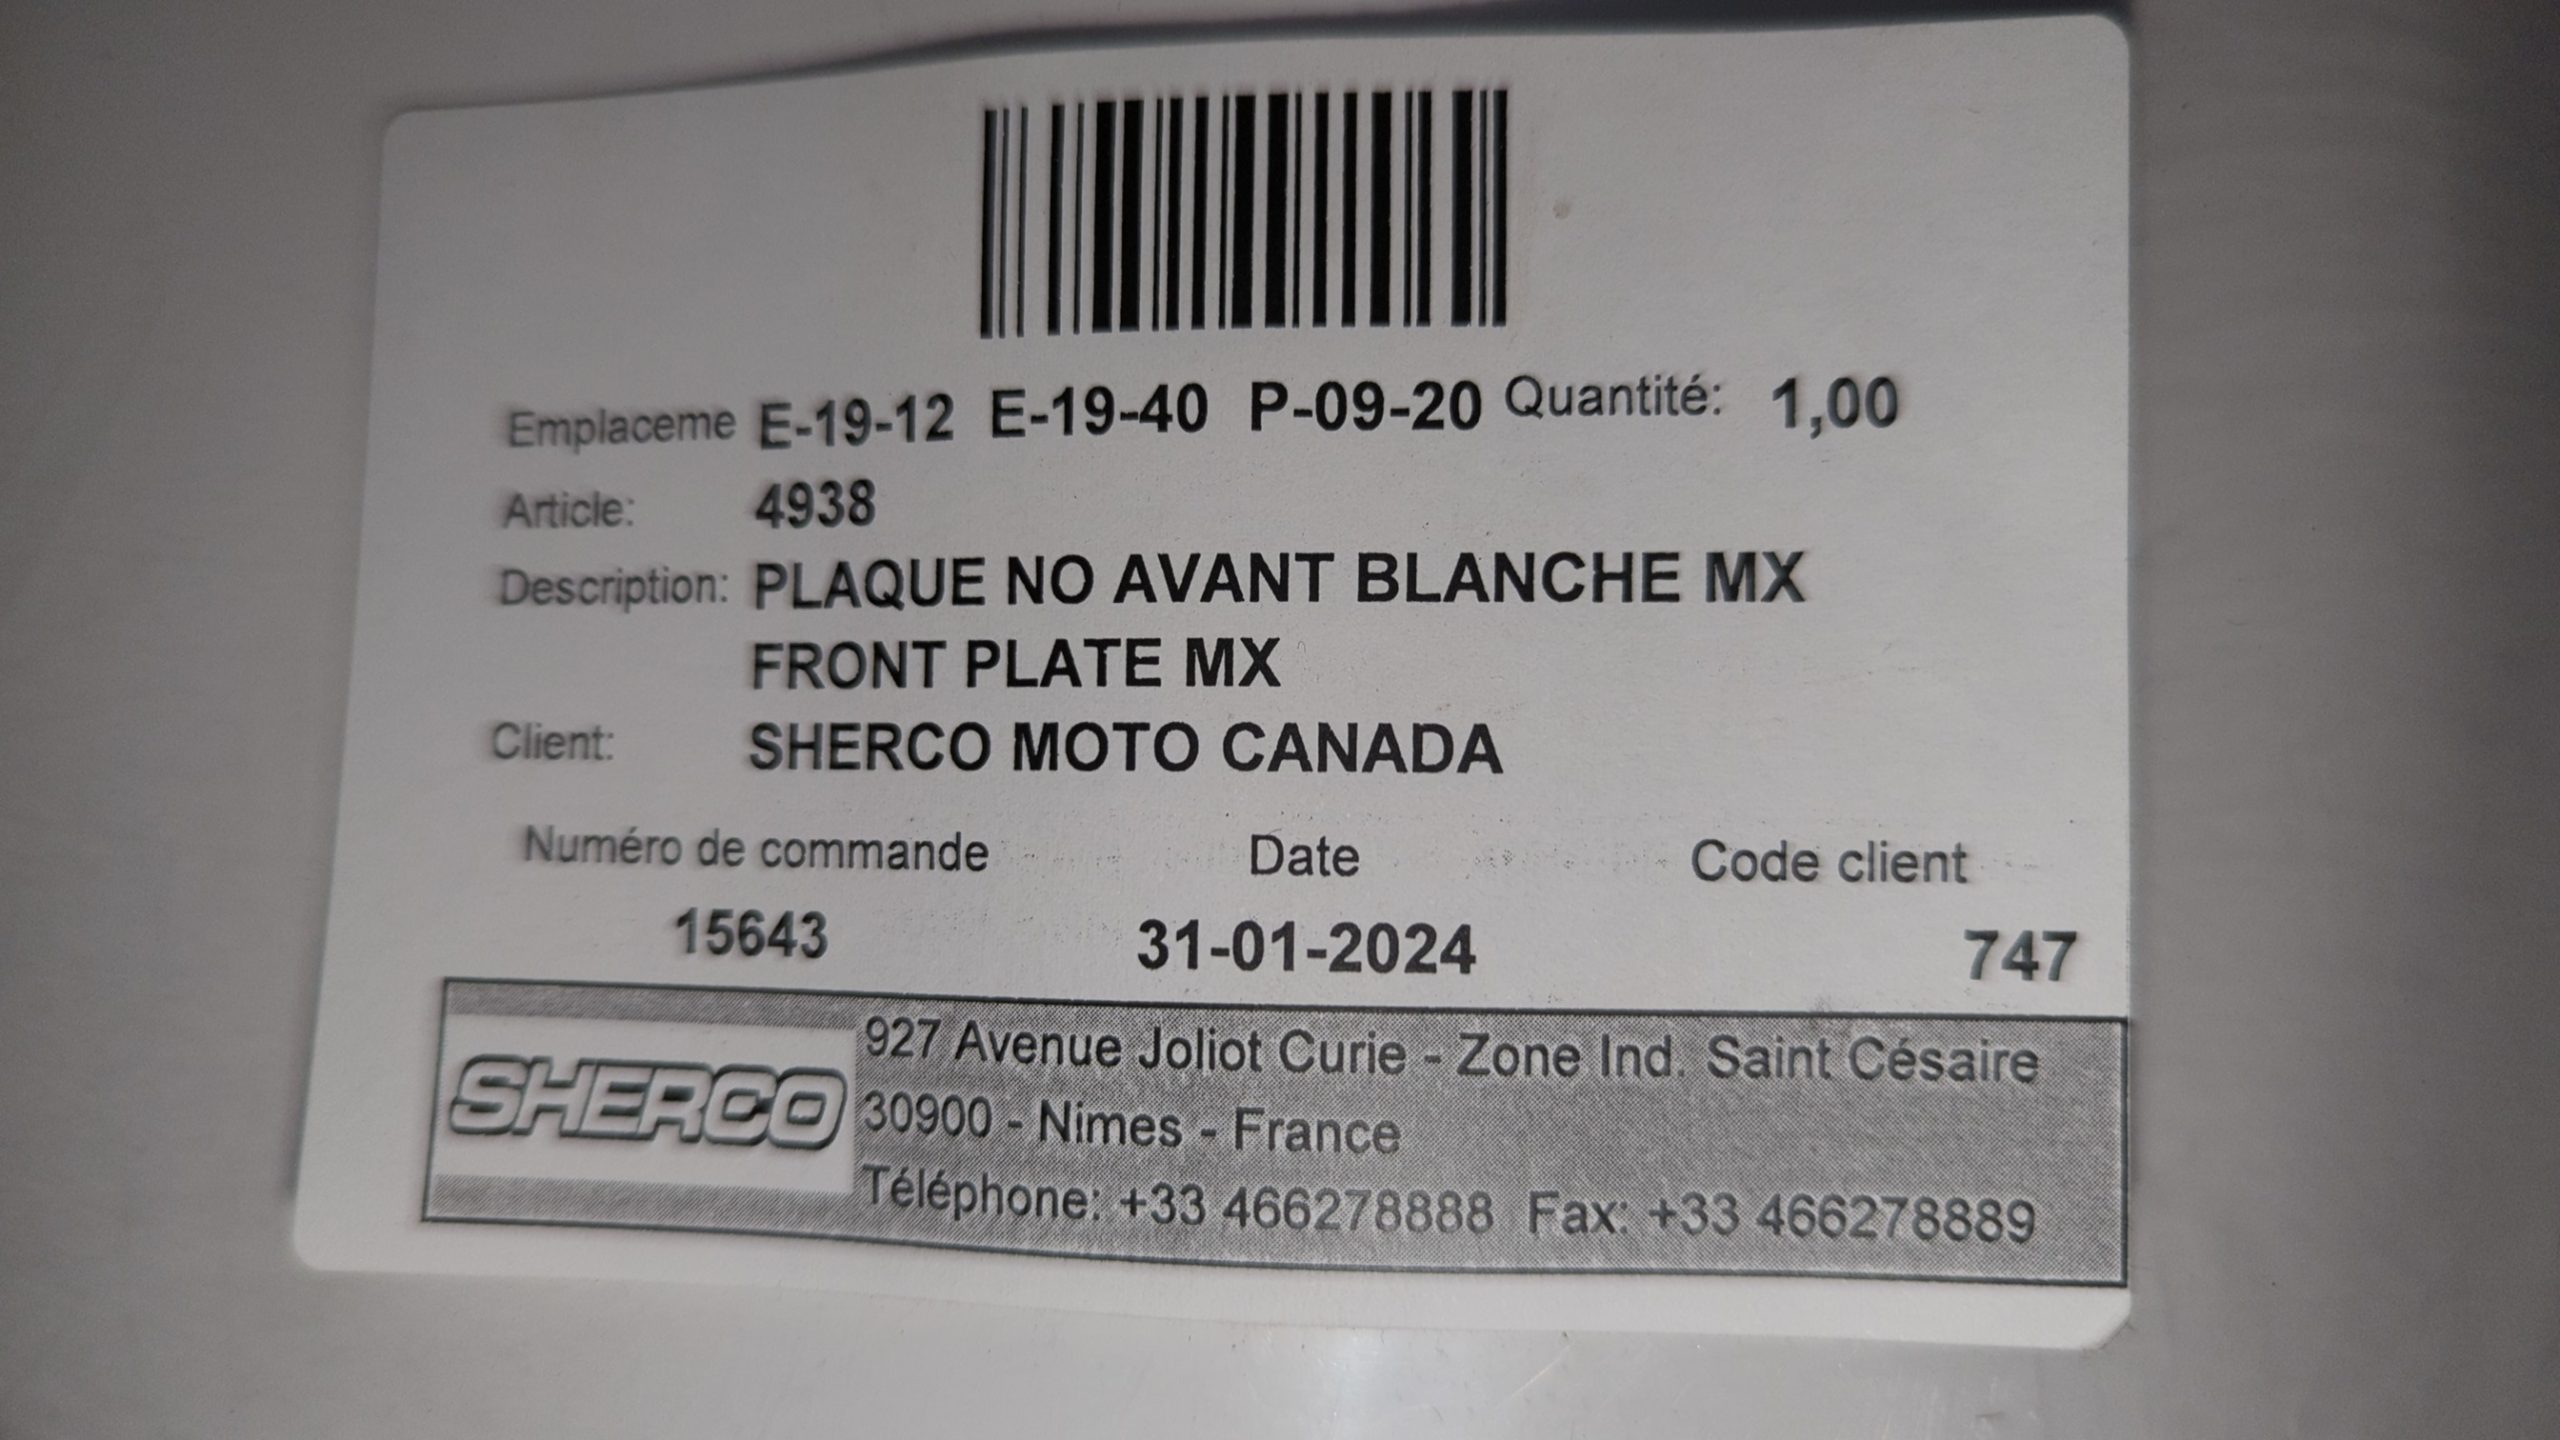 Emplaceme E-19-12 E-19-40 P-09-20 Quantité: 1,00
Article: 4938
Description: PLAQUE NO AVANT BLANCHE MX
FRONT PLATE MX
Client: SHERCO MOTO CANADA
Numéro de commande Date Code client
15643 31-01-2024 747
SHERCO
927 Avenue Joliot Curie - Zone Ind. Saint Césaire
30900 - Nimes - France
Téléphone: +33 466278888 Fax: +33 466278889